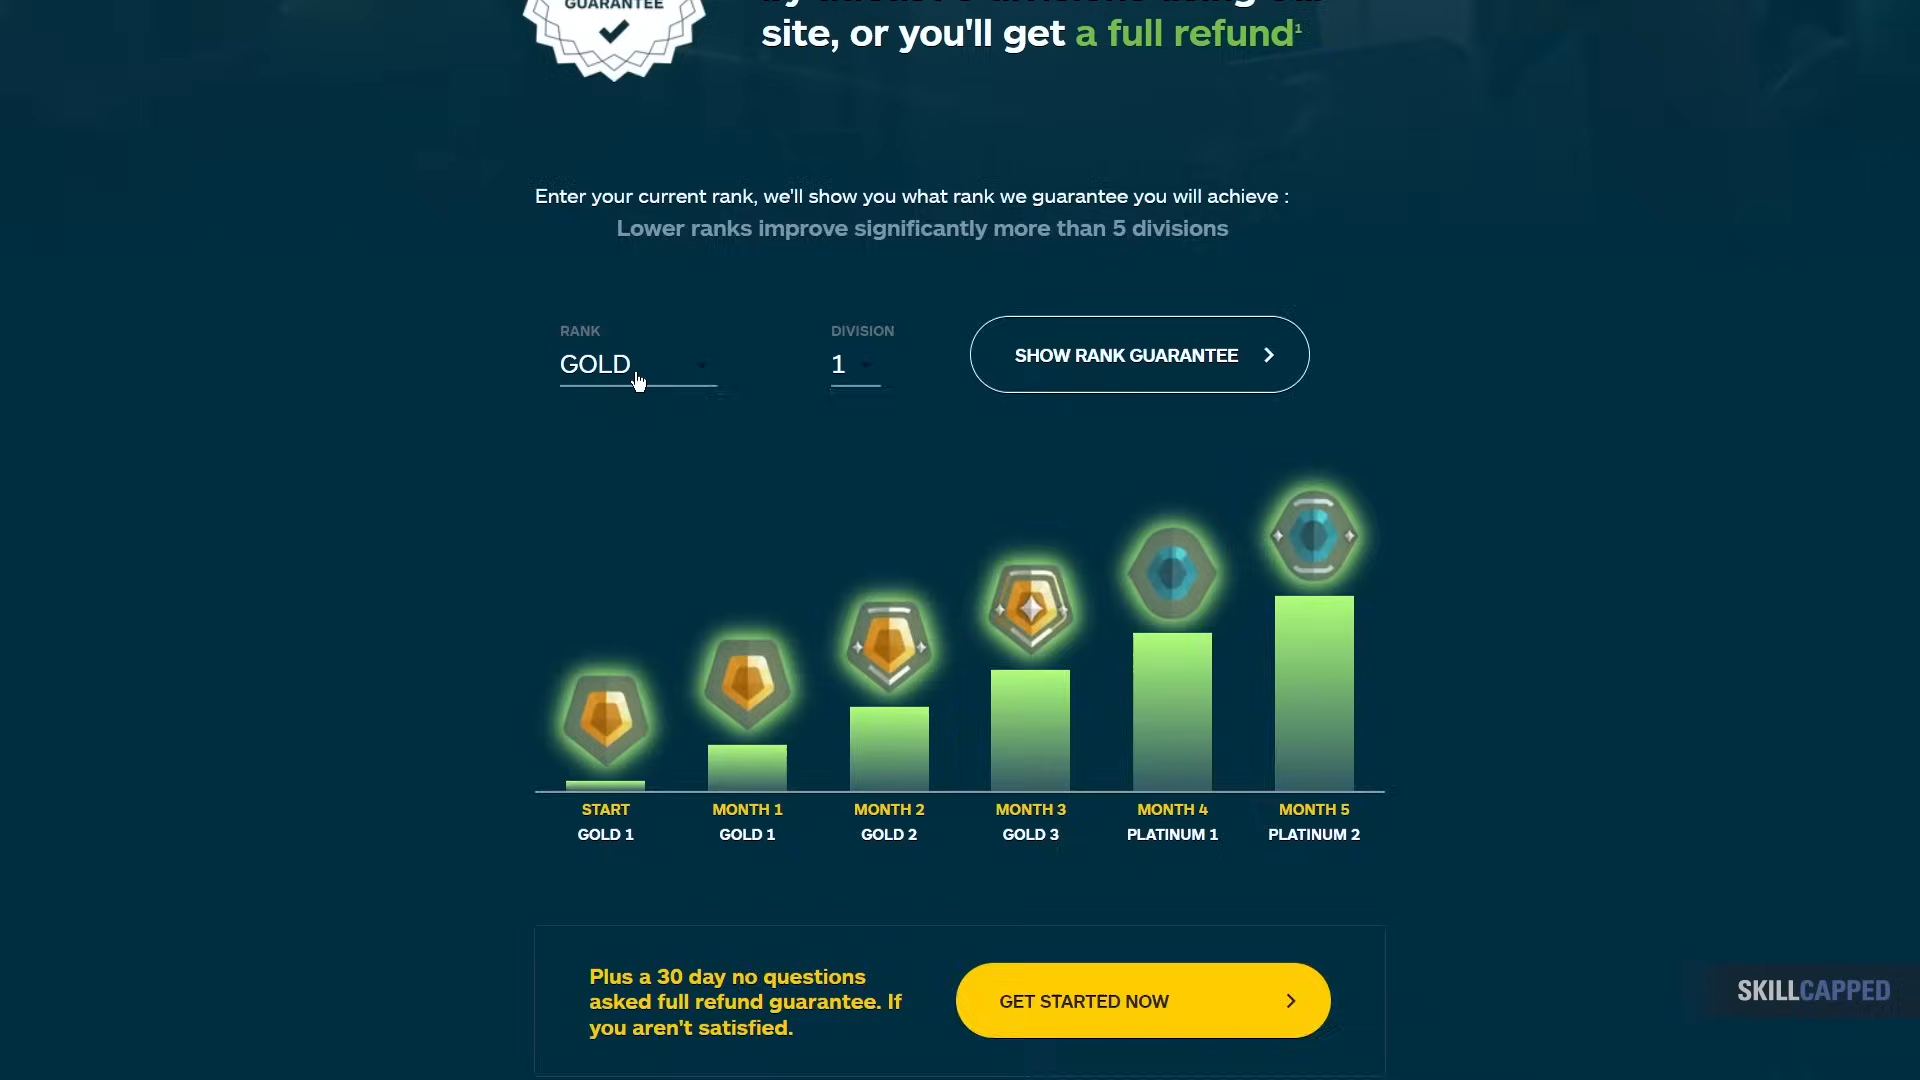 GUARANTEE
site, or you'll get a full refund¹
Enter your current rank, we'll show you what rank we guarantee you will achieve :
Lower ranks improve significantly more than 5 divisions
RANK
DIVISION
GOLD
1
SHOW RANK GUARANTEE
START
MONTH 1
MONTH 2
MONTH 3
MONTH 4
MONTH 5
GOLD 1
GOLD 1
GOLD 2
GOLD 3
PLATINUM 1
PLATINUM 2
Plus a 30 day no questions
asked full refund guarantee. If
you aren't satisfied.
GET STARTED NOW
SKILLCAPPED